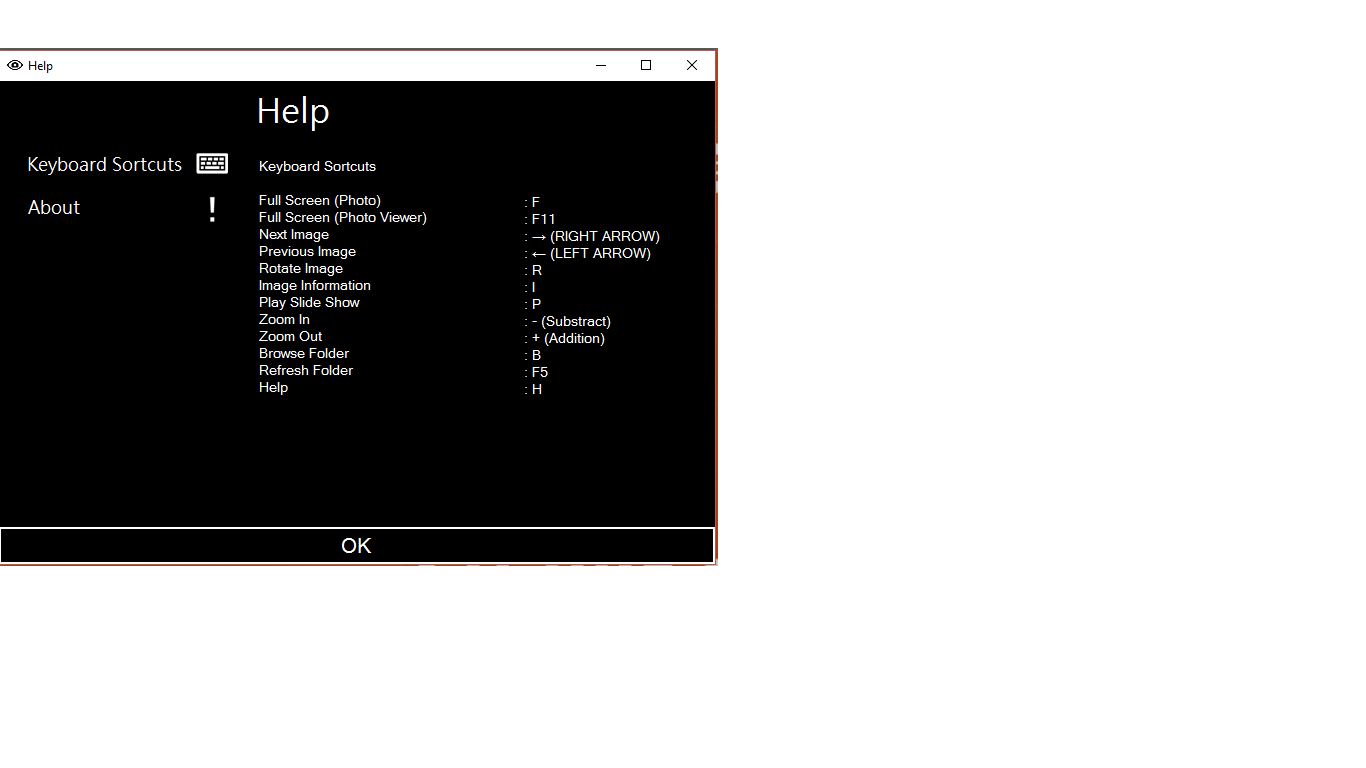 Help
Help
Keyboard Sortcuts
Keyboard Sortcuts
About !
Full Screen (Photo) : F
Full Screen (Photo Viewer) : F11
Next Image : → (RIGHT ARROW)
Previous Image : ← (LEFT ARROW)
Rotate Image : R
Image Information : I
Play Slide Show : P
Zoom In : - (Substract)
Zoom Out : + (Addition)
Browse Folder : B
Refresh Folder : F5
Help : H
OK